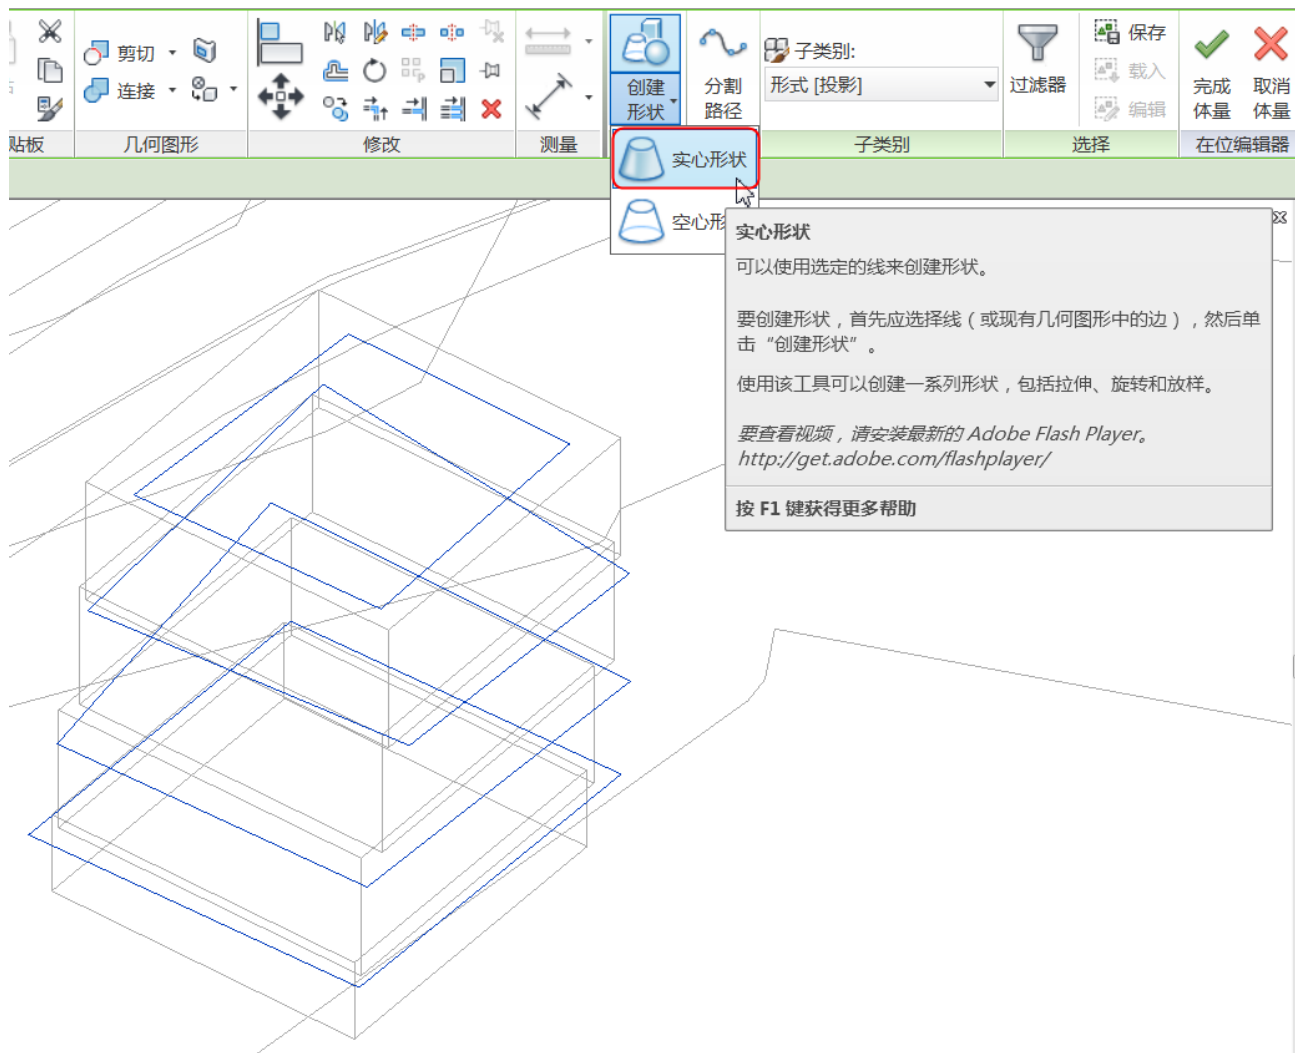 剪切
连接
创建
形状
分割
路径
子类别:
形式 [投影]
过滤器
保存
载入
编辑
完成
体量
取消
体量
贴板
几何图形
修改
测量
子类别
选择
在位编辑器
实心形状
空心形
实心形状
可以使用选定的线来创建形状。
要创建形状，首先应选择线（或现有几何图形中的边），然后单
击“创建形状”。
使用该工具可以创建一系列形状，包括拉伸、旋转和放样。
要查看视频，请安装最新的 Adobe Flash Player。
http://get.adobe.com/flashplayer/
按 F1 键获得更多帮助